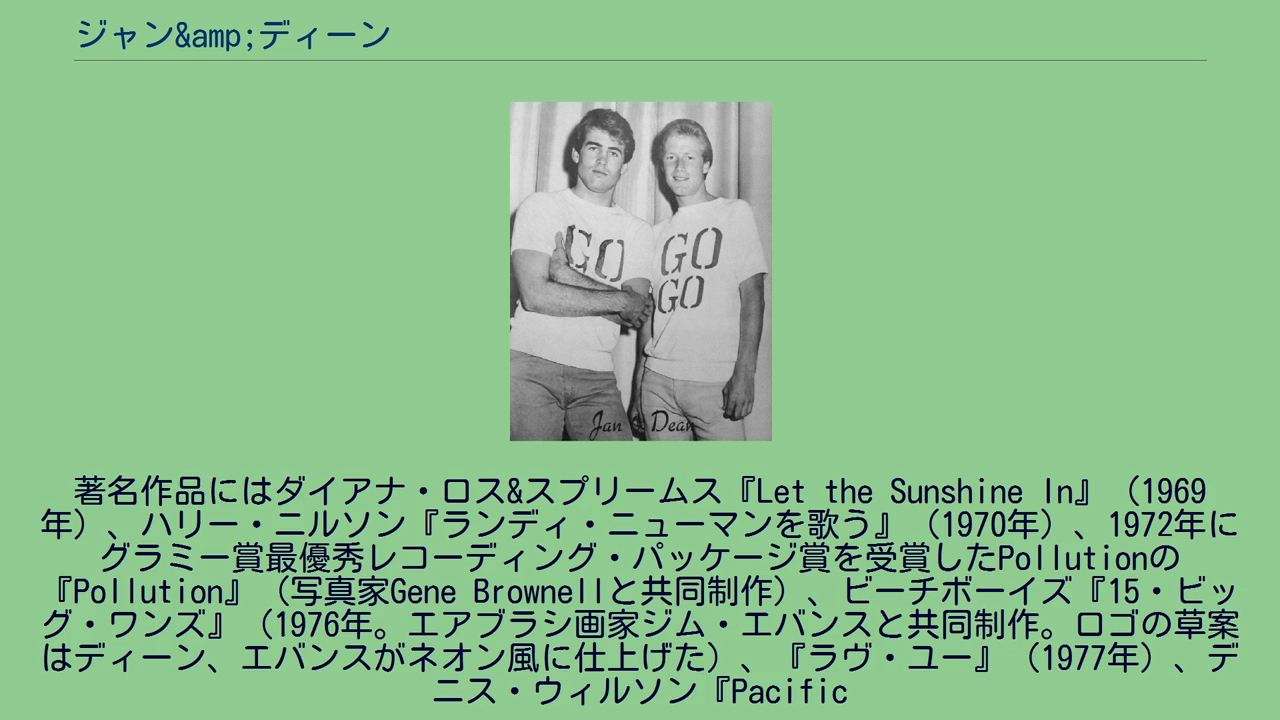 ジャン&amp;ディーン
GO
GO
GO
Jan & Dean
著名作品にはダイアナ・ロス&スプリームス『Let the Sunshine In』（1969
年）、ハリー・ニルソン『ランディ・ニューマンを歌う』（1970年）、1972年に
グラミー賞最優秀レコーディング・パッケージ賞を受賞したPollutionの
『Pollution』（写真家Gene Brownellと共同制作）、ビーチボーイズ『15・ビッ
グ・ワンズ』（1976年。エアブラシ画家ジム・エバンスと共同制作。ロゴの草案
はディーン、エバンスがネオン風に仕上げた）、『ラヴ・ユー』（1977年）、デ
ニス・ウィルソン『Pacific